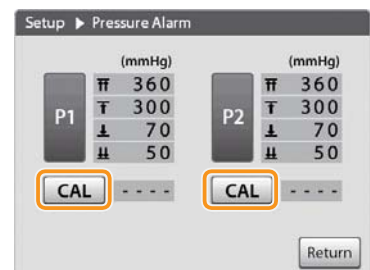 Setup ▶ Pressure Alarm
(mmHg) (mmHg)
P1 360 P2 360
300 300
70 70
50 50
CAL - - - - CAL - - - -
Return